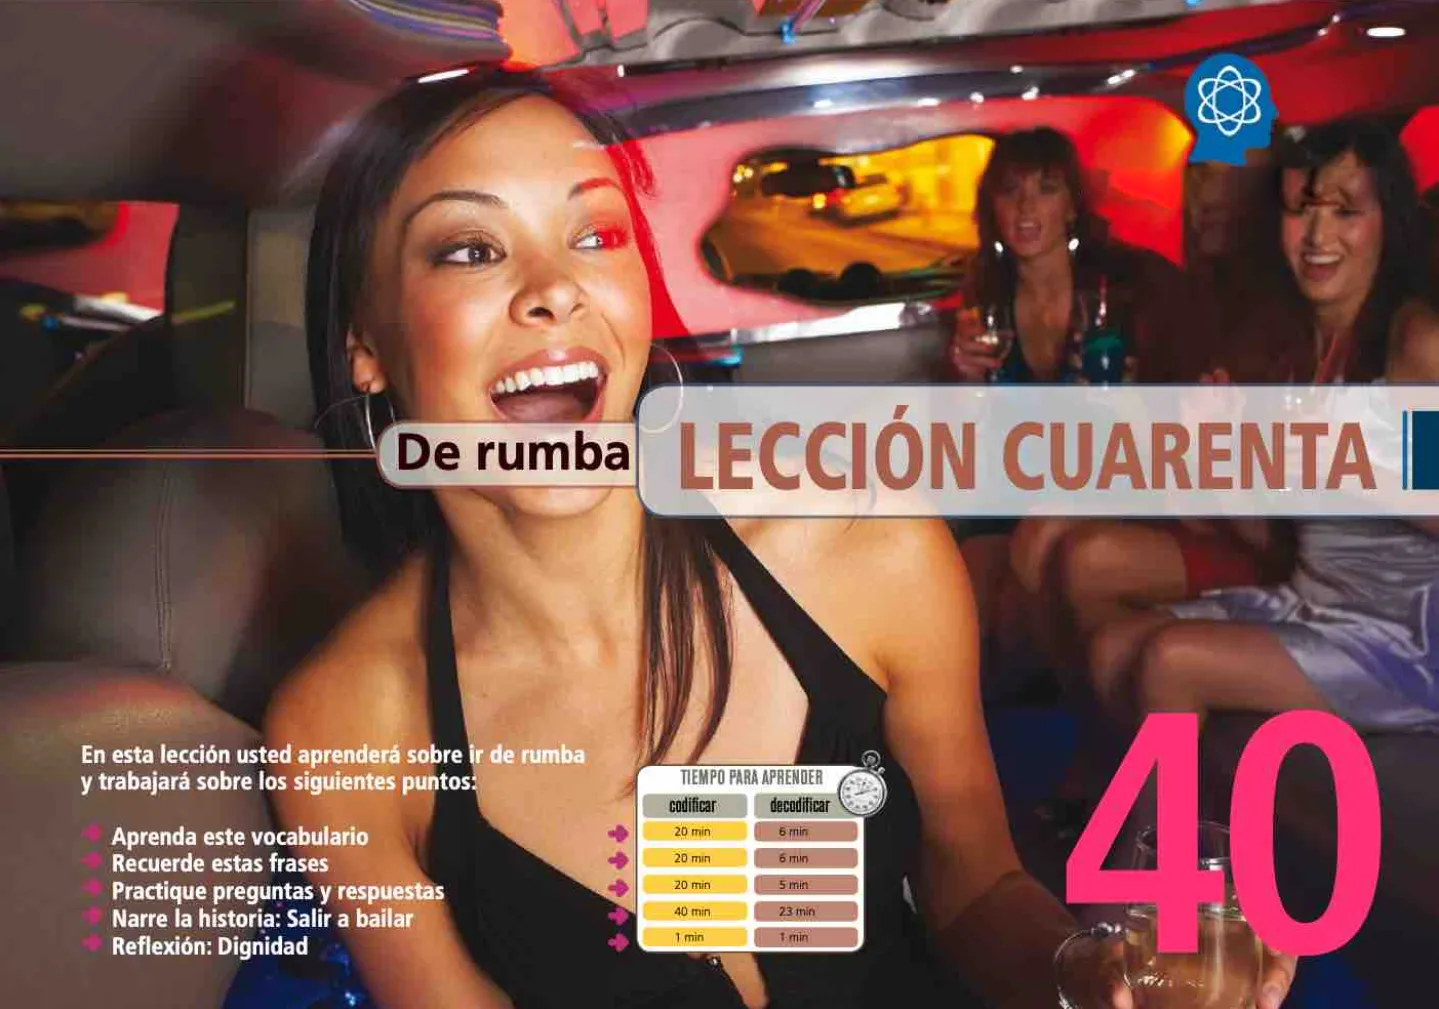 De rumba
LECCIÓN CUARENTA
En esta lección usted aprenderá sobre ir de rumba
y trabajará sobre los siguientes puntos:
Aprenda este vocabulario
Recuerde estas frases
Practique preguntas y respuestas
Narre la historia: Salir a bailar
Reflexión: Dignidad
TIEMPO PARA APRENDER
codificar decodificar
20 min 6 min
20 min 6 min
20 min 5 min
40 min 23 min
1 min 1 min
40